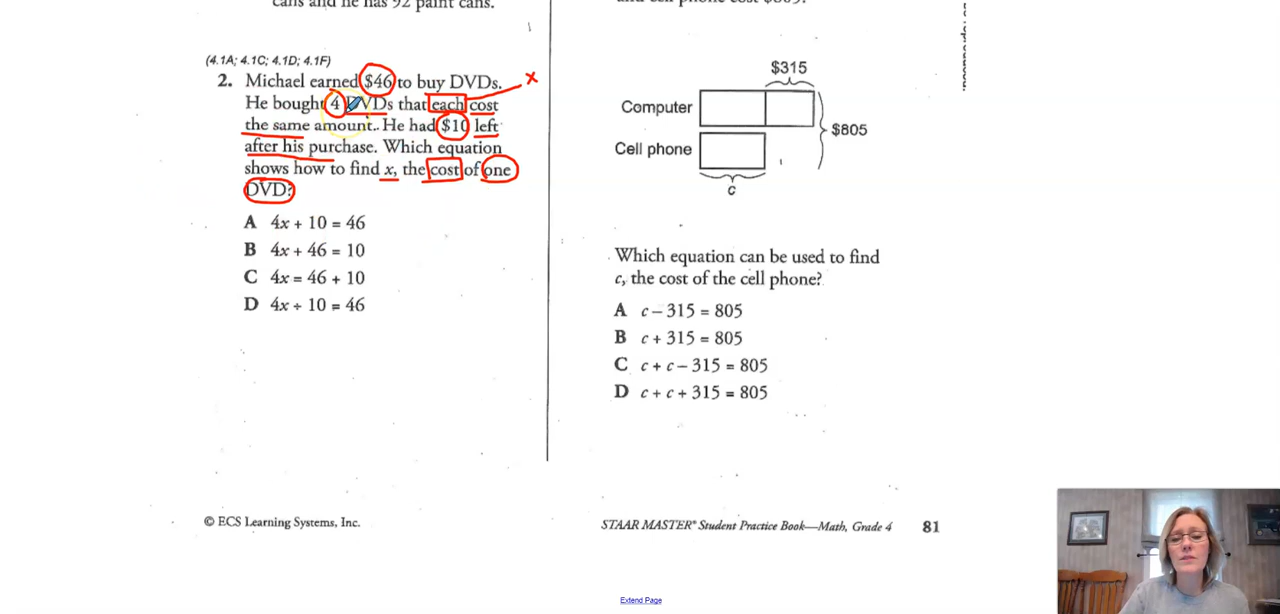 cans and he has 92 paint cans.
and cell phone cost $805?
(4.1A; 4.1C; 4.1D; 4.1F)
2. Michael earned $46 to buy DVDs.
He bought 4 DVDs that each cost
the same amount. He had $10 left
after his purchase. Which equation
shows how to find x, the cost of one
DVD?
x
A 4x + 10 = 46
B 4x + 46 = 10
C 4x = 46 + 10
D 4x ÷ 10 = 46
$315
Computer
$805
Cell phone
c
Which equation can be used to find
c, the cost of the cell phone?
A c – 315 = 805
B c + 315 = 805
C c + c – 315 = 805
D c + c + 315 = 805
© ECS Learning Systems, Inc.
STAAR MASTER® Student Practice Book—Math, Grade 4 81
Extend Page